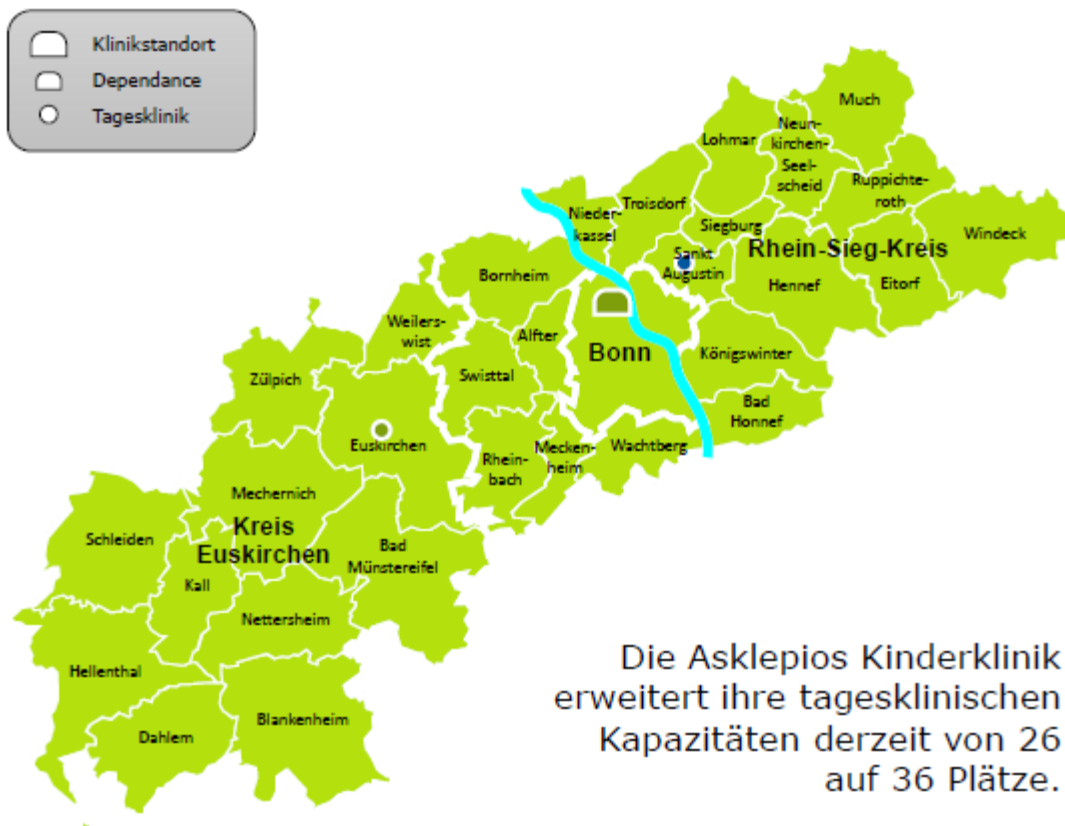 Klinikstandort
Dependance
Tagesklinik
Much
Neun-
kirchen-
Seel-
scheid
Lohmar
Ruppichte-
roth
Troisdorf
Nieder-
kassel
Siegburg
Windeck
Sankt
Augustin
Rhein-Sieg-Kreis
Bornheim
Hennef
Eitorf
Weilers-
wist
Alfter
Bonn
Königswinter
Zülpich
Swisttal
Bad
Honnef
Euskirchen
Rhein-
bach
Mecken-
heim
Wachtberg
Mechernich
Kreis
Euskirchen
Schleiden
Bad
Münstereifel
Kall
Nettersheim
Hellenthal
Blankenheim
Dahlem
Die Asklepios Kinderklinik
erweitert ihre tagesklinischen
Kapazitäten derzeit von 26
auf 36 Plätze.